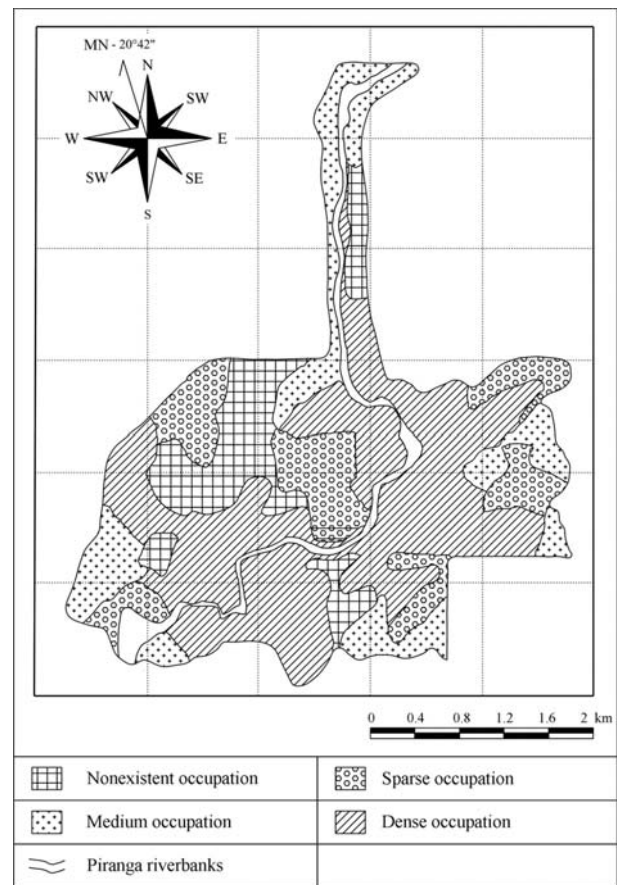 MN - 20°42"
N
NW
SW
W
E
SW
SE
S
0 0.4 0.8 1.2 1.6 2 km
Nonexistent occupation
Sparse occupation
Medium occupation
Dense occupation
Piranga riverbanks